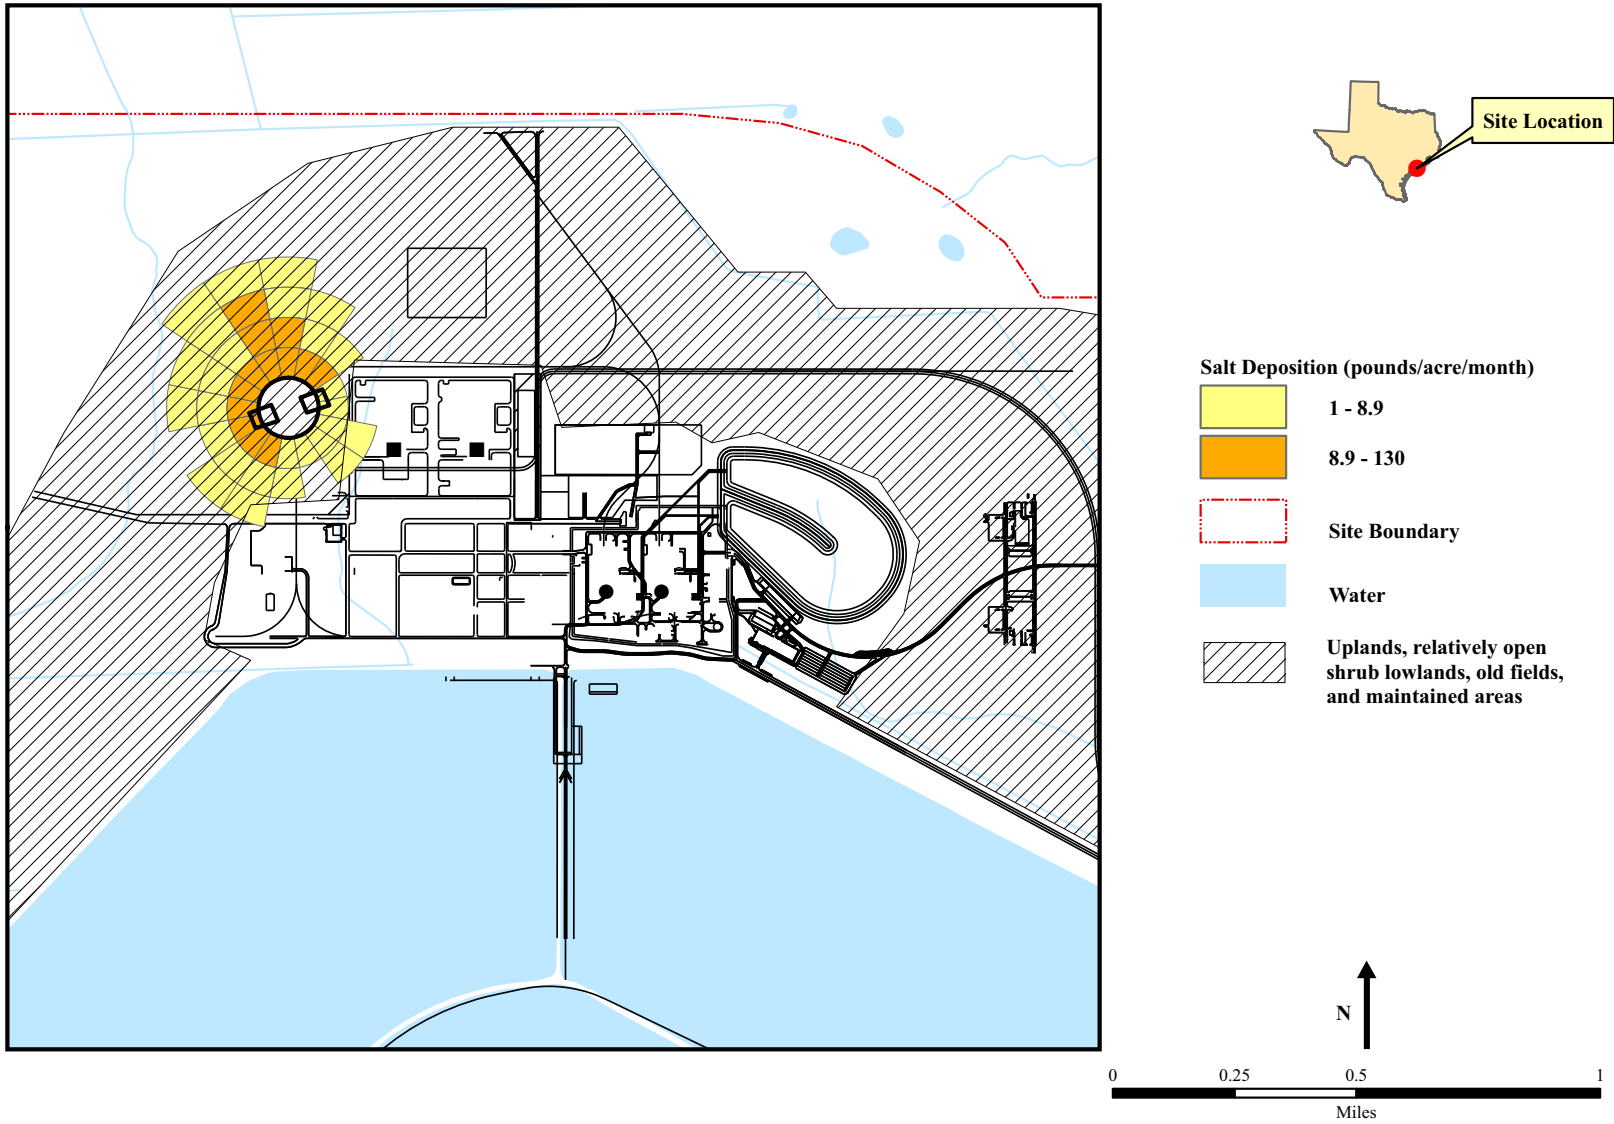 Site Location
Salt Deposition (pounds/acre/month)
1 - 8.9
8.9 - 130
Site Boundary
Water
Uplands, relatively open
shrub lowlands, old fields,
and maintained areas
N
0 0.25 0.5 1
Miles